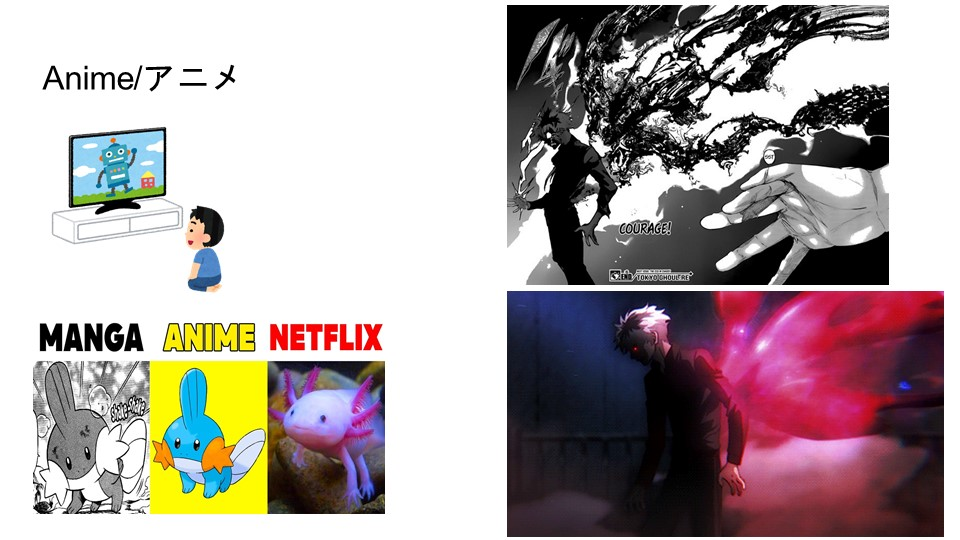 Anime/アニメ
COURAGE!
TOKYO GHOUL:RE
MANGA ANIME NETFLIX